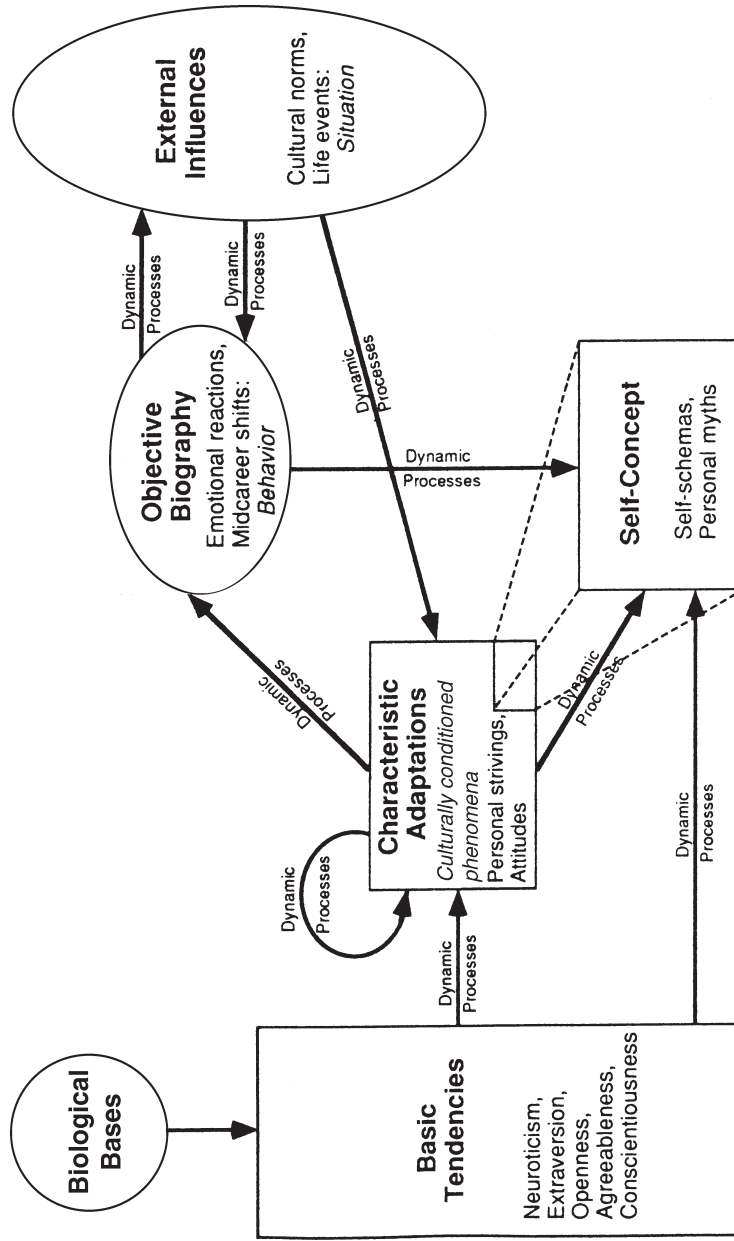 Biological
Bases
Basic
Tendencies
Neuroticism,
Extraversion,
Openness,
Agreeableness,
Conscientiousness
Dynamic
Processes
Dynamic
Processes
Dynamic
Processes
Characteristic
Adaptations
Culturally conditioned
phenomena
Personal strivings,
Attitudes
Dynamic
Processes
Dynamic
Processes
Objective
Biography
Emotional reactions,
Midcareer shifts:
Behavior
Dynamic
Processes
Self-Concept
Self-schemas,
Personal myths
Dynamic
Processes
Dynamic
Processes
Dynamic
Processes
External
Influences
Cultural norms,
Life events:
Situation